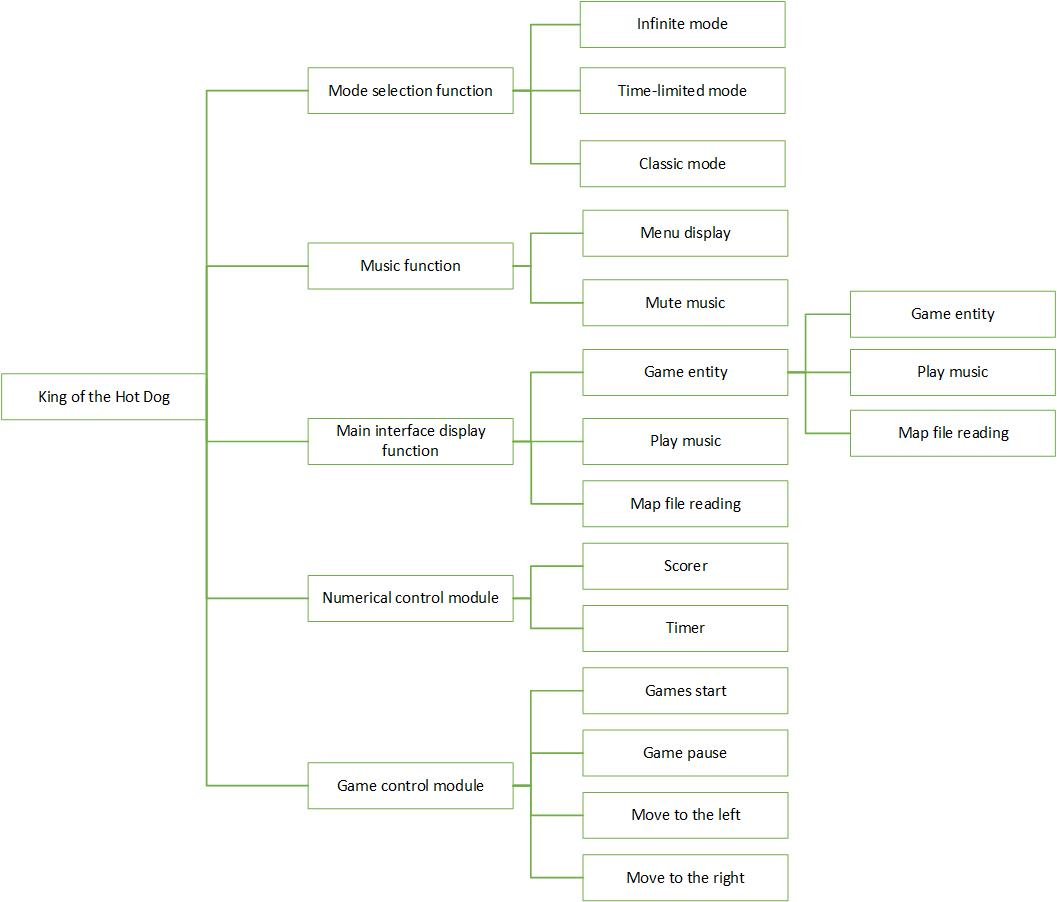 King of the Hot Dog
Mode selection function
Infinite mode
Time-limited mode
Classic mode
Music function
Menu display
Mute music
Main interface display
function
Game entity
Game entity
Play music
Map file reading
Play music
Map file reading
Numerical control module
Scorer
Timer
Game control module
Games start
Game pause
Move to the left
Move to the right